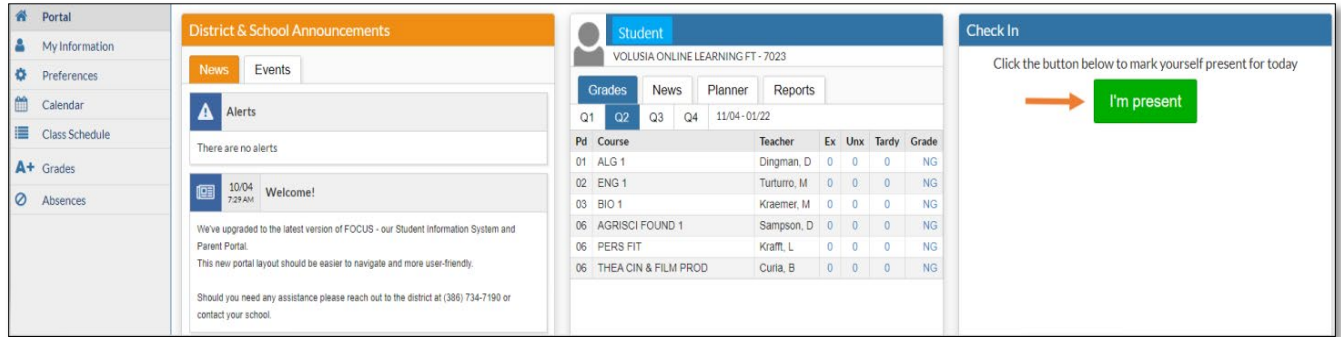 Portal
My Information
Preferences
Calendar
Class Schedule
A+ Grades
Absences
District & School Announcements
News Events
Alerts
There are no alerts
10/04
7:29 AM
Welcome!
We've upgraded to the latest version of FOCUS - our Student Information System and
Parent Portal.
This new portal layout should be easier to navigate and more user-friendly.
Should you need any assistance please reach out to the district at (386) 734-7190 or
contact your school.
Student
VOLUSIA ONLINE LEARNING FT - 7023
Grades News Planner Reports
Q1 Q2 Q3 Q4 11/04 - 01/22
Pd Course Teacher Ex Unx Tardy Grade
01 ALG 1 Dingman, D 0 0 0 NG
02 ENG 1 Turturro, M 0 0 0 NG
03 BIO 1 Kraemer, M 0 0 0 NG
06 AGRISCI FOUND 1 Sampson, D 0 0 0 NG
06 PERS FIT Krafft, L 0 0 0 NG
06 THEA CIN & FILM PROD Curia, B 0 0 0 NG
Check In
Click the button below to mark yourself present for today
I'm present